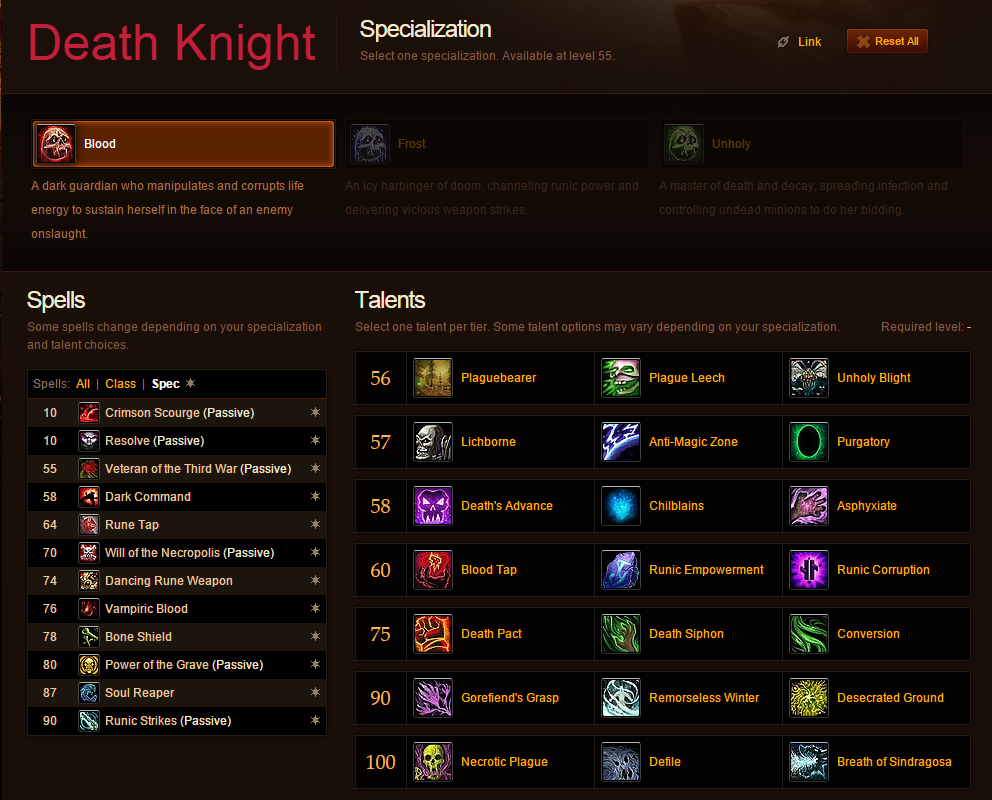 Death Knight
Specialization
Select one specialization. Available at level 55.
Link
Reset All
Blood
A dark guardian who manipulates and corrupts life
energy to sustain herself in the face of an enemy
onslaught.
Frost
An icy harbinger of doom, channeling runic power and
delivering vicious weapon strikes.
Unholy
A master of death and decay, spreading infection and
controlling undead minions to do her bidding.
Spells
Some spells change depending on your specialization
and talent choices.
Spells: All | Class | Spec
10 Crimson Scourge (Passive)
10 Resolve (Passive)
55 Veteran of the Third War (Passive)
58 Dark Command
64 Rune Tap
70 Will of the Necropolis (Passive)
74 Dancing Rune Weapon
76 Vampiric Blood
78 Bone Shield
80 Power of the Grave (Passive)
87 Soul Reaper
90 Runic Strikes (Passive)
Talents
Select one talent per tier. Some talent options may vary depending on your specialization.
Required level: -
56 Plaguebearer Plague Leech Unholy Blight
57 Lichborne Anti-Magic Zone Purgatory
58 Death's Advance Chilblains Asphyxiate
60 Blood Tap Runic Empowerment Runic Corruption
75 Death Pact Death Siphon Conversion
90 Gorefiend's Grasp Remorseless Winter Desecrated Ground
100 Necrotic Plague Defile Breath of Sindragosa